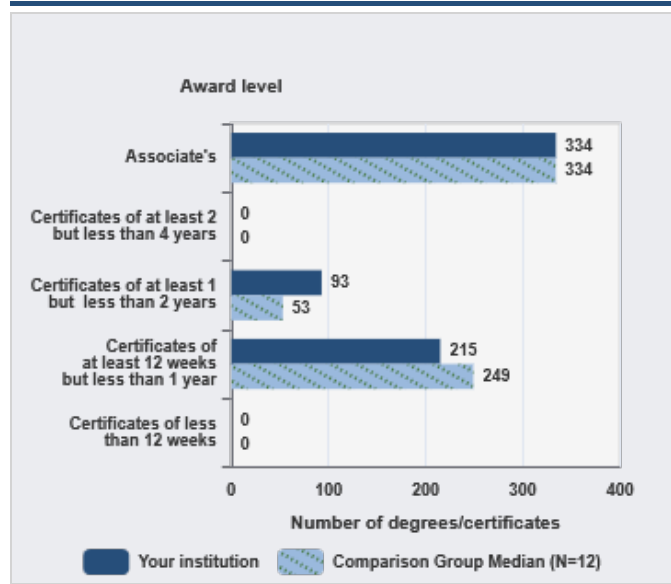 Award level
Associate's
334
334
Certificates of at least 2
but less than 4 years
0
0
Certificates of at least 1
but less than 2 years
93
53
Certificates of
at least 12 weeks
but less than 1 year
215
249
Certificates of less
than 12 weeks
0
0
0 100 200 300 400
Number of degrees/certificates
Your institution Comparison Group Median (N=12)